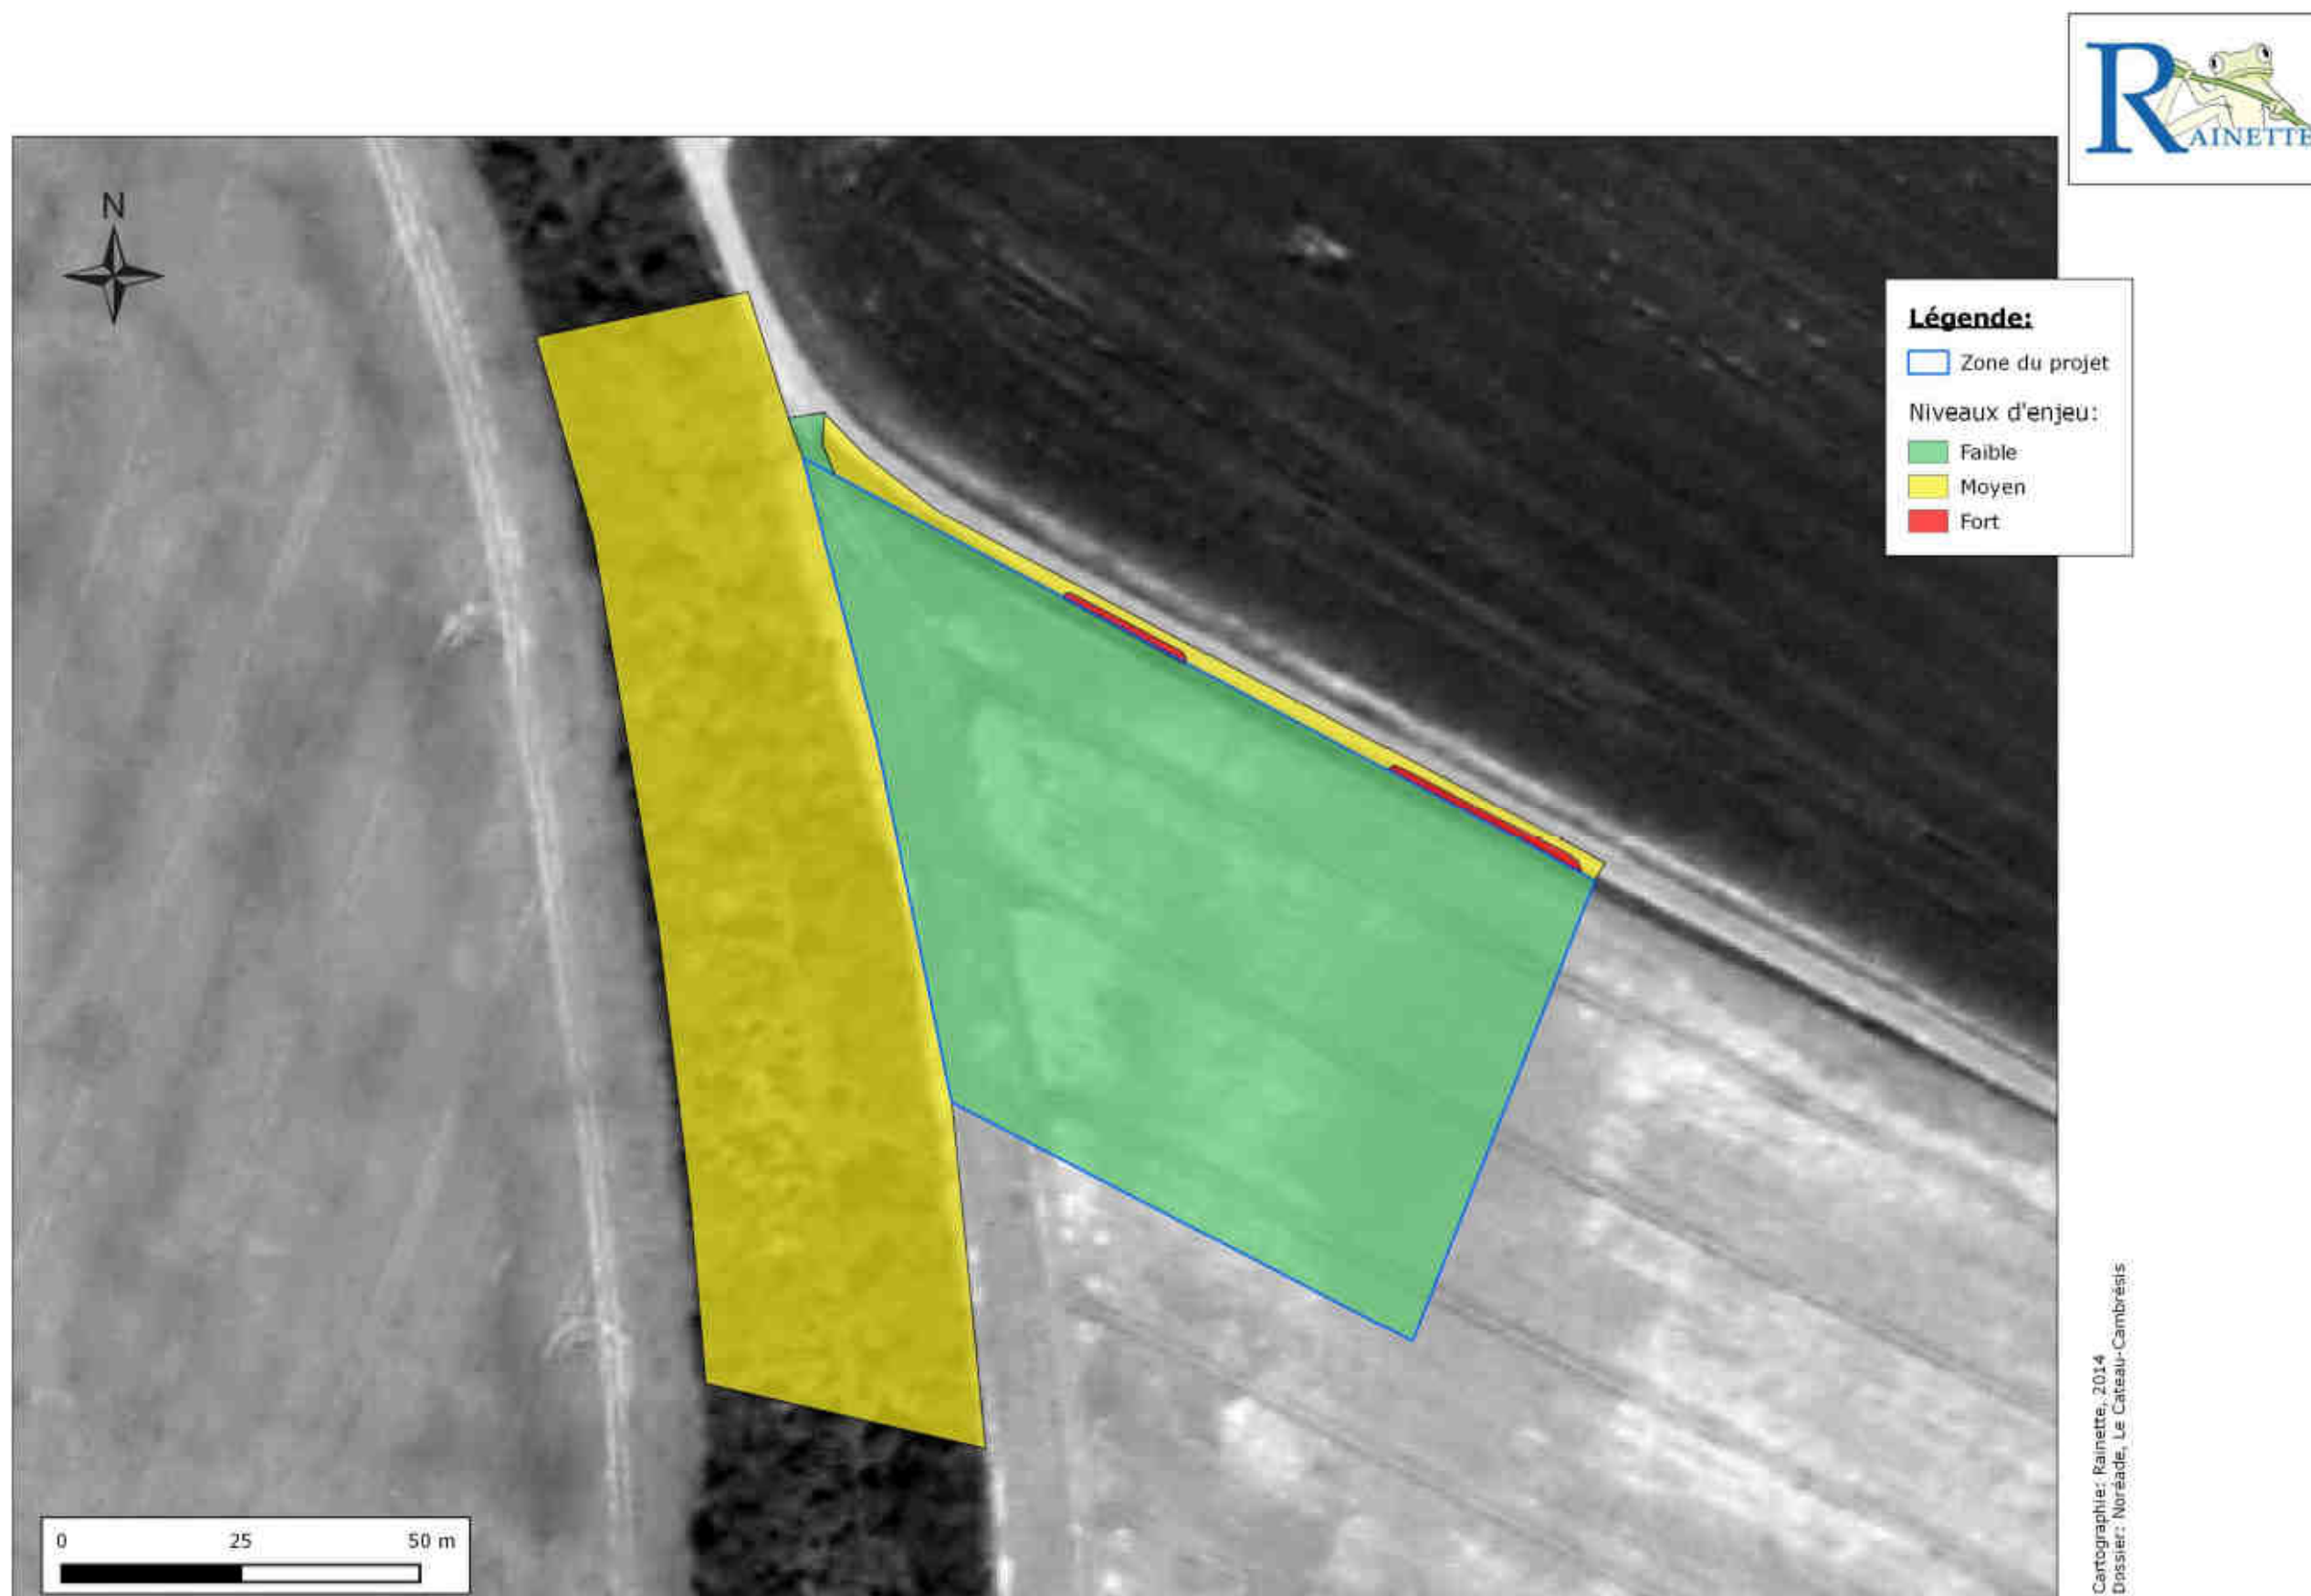 RAINETTE
N
Légende:
Zone du projet
Niveaux d'enjeu:
Faible
Moyen
Fort
0 25 50 m
Cartographie: Rainette, 2014
Dossier: Noréade, Le Cateau-Cambrésis